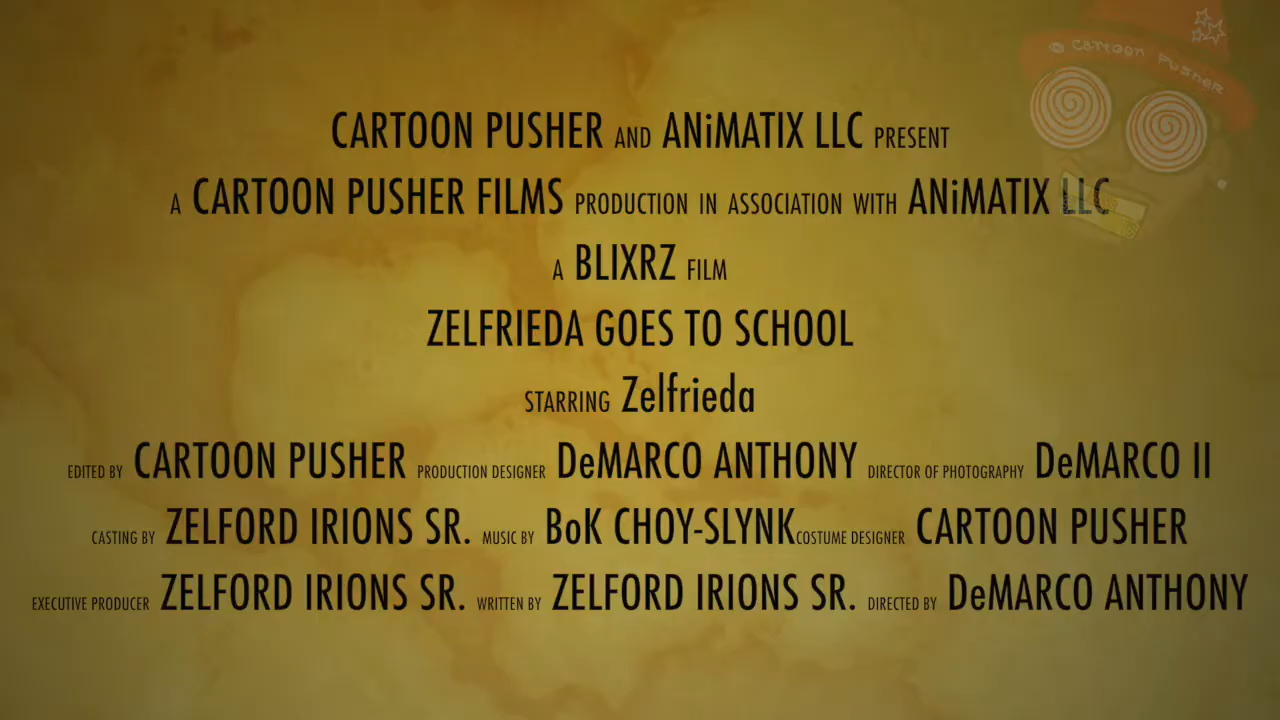 cartoon pusher
CARTOON PUSHER AND ANiMATIX LLC PRESENT
A CARTOON PUSHER FILMS PRODUCTION IN ASSOCIATION WITH ANiMATIX LLC
A BLIXRZ FILM
ZELFRIEDA GOES TO SCHOOL
STARRING Zelfrieda
EDITED BY CARTOON PUSHER PRODUCTION DESIGNER DeMARCO ANTHONY DIRECTOR OF PHOTOGRAPHY DeMARCO II
CASTING BY ZELFORD IRIONS SR. MUSIC BY BoK CHOY-SLYNK COSTUME DESIGNER CARTOON PUSHER
EXECUTIVE PRODUCER ZELFORD IRIONS SR. WRITTEN BY ZELFORD IRIONS SR. DIRECTED BY DeMARCO ANTHONY